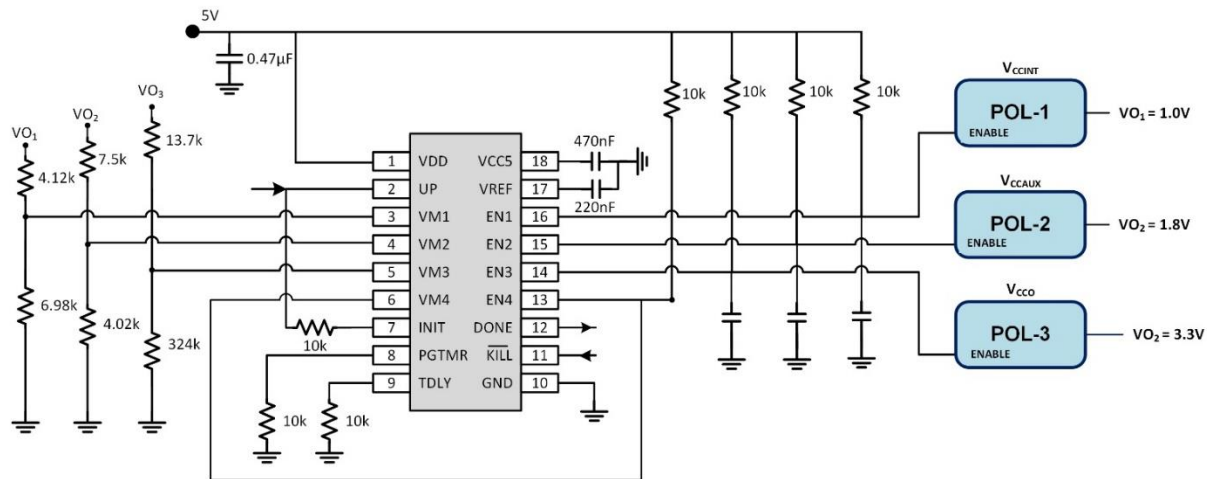 5V
0.47µF
VO1
VO2
VO3
4.12k
7.5k
13.7k
6.98k
4.02k
324k
10k
10k
10k
10k
10k
10k
10k
470nF
220nF
1 VDD
2 UP
3 VM1
4 VM2
5 VM3
6 VM4
7 INIT
8 PGTMR
9 TDLY
VCC5 18
VREF 17
EN1 16
EN2 15
EN3 14
EN4 13
DONE 12
KILL 11
GND 10
VCCINT
POL-1
ENABLE
VO1 = 1.0V
VCCAUX
POL-2
ENABLE
VO2 = 1.8V
VCCO
POL-3
ENABLE
VO2 = 3.3V